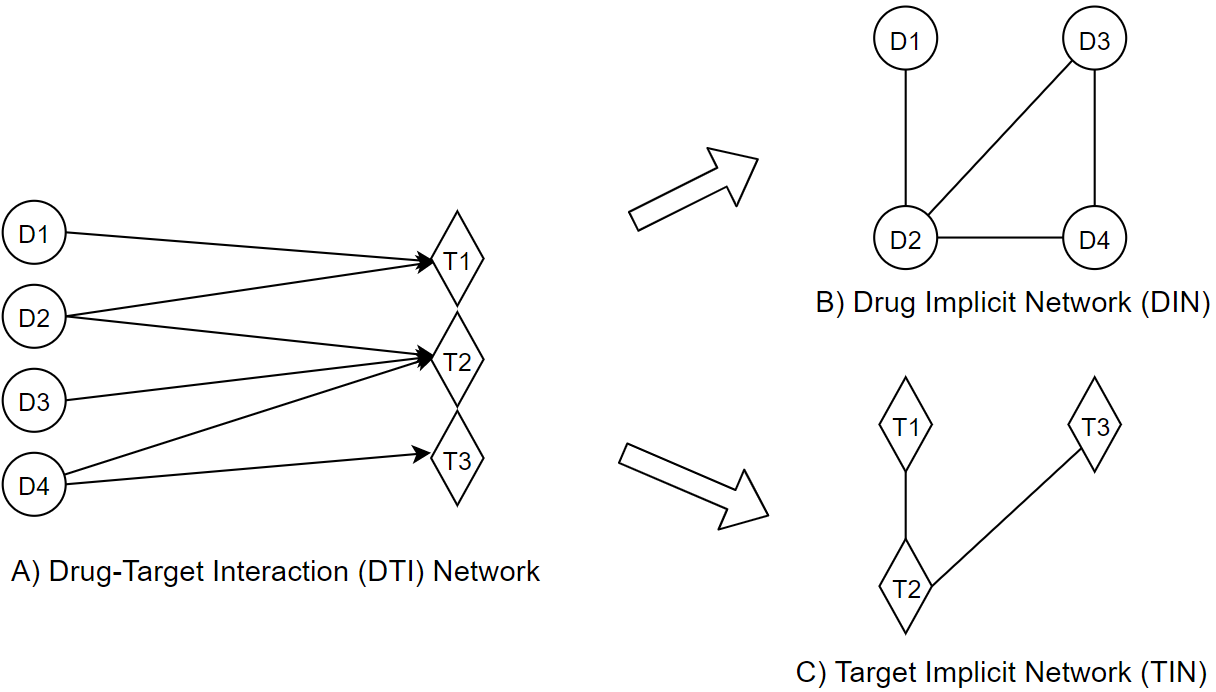 D1
D2
D3
D4
T1
T2
T3
A) Drug-Target Interaction (DTI) Network
D1
D3
D2
D4
B) Drug Implicit Network (DIN)
T1
T3
T2
C) Target Implicit Network (TIN)